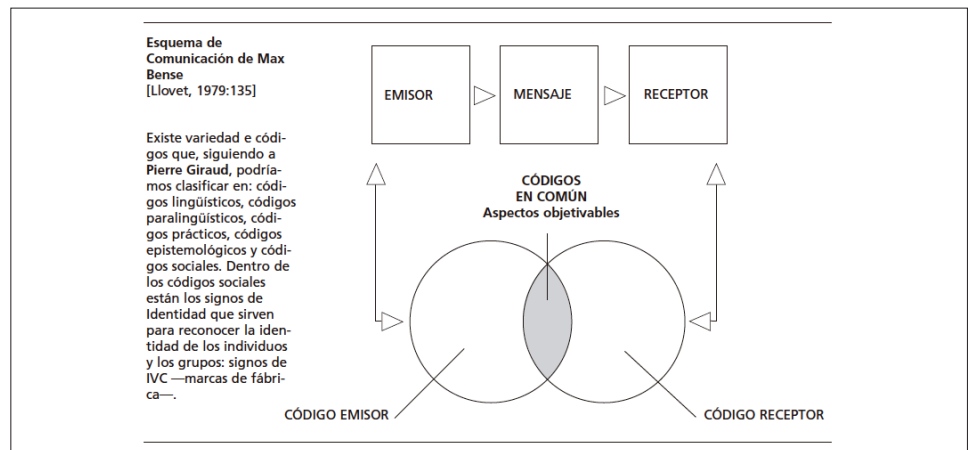 Esquema de
Comunicación de Max
Bense
[Llovet, 1979:135]
Existe variedad e códi-
gos que, siguiendo a
Pierre Giraud, podría-
mos clasificar en: códi-
gos lingüísticos, códigos
paralingüísticos, códi-
gos prácticos, códigos
epistemológicos y códi-
gos sociales. Dentro de
los códigos sociales
están los signos de
Identidad que sirven
para reconocer la iden-
tidad de los individuos
y los grupos: signos de
IVC —marcas de fábri-
ca—.
EMISOR
MENSAJE
RECEPTOR
CÓDIGOS
EN COMÚN
Aspectos objetivables
CÓDIGO EMISOR
CÓDIGO RECEPTOR